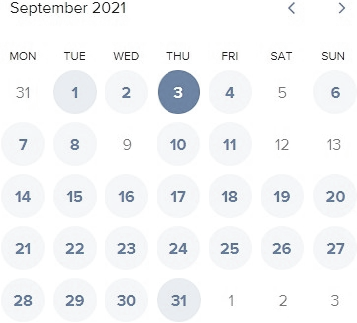 September 2021
MON TUE WED THU FRI SAT SUN
31 1 2 3 4 5 6
7 8 9 10 11 12 13
14 15 16 17 18 19 20
21 22 23 24 25 26 27
28 29 30 31 1 2 3